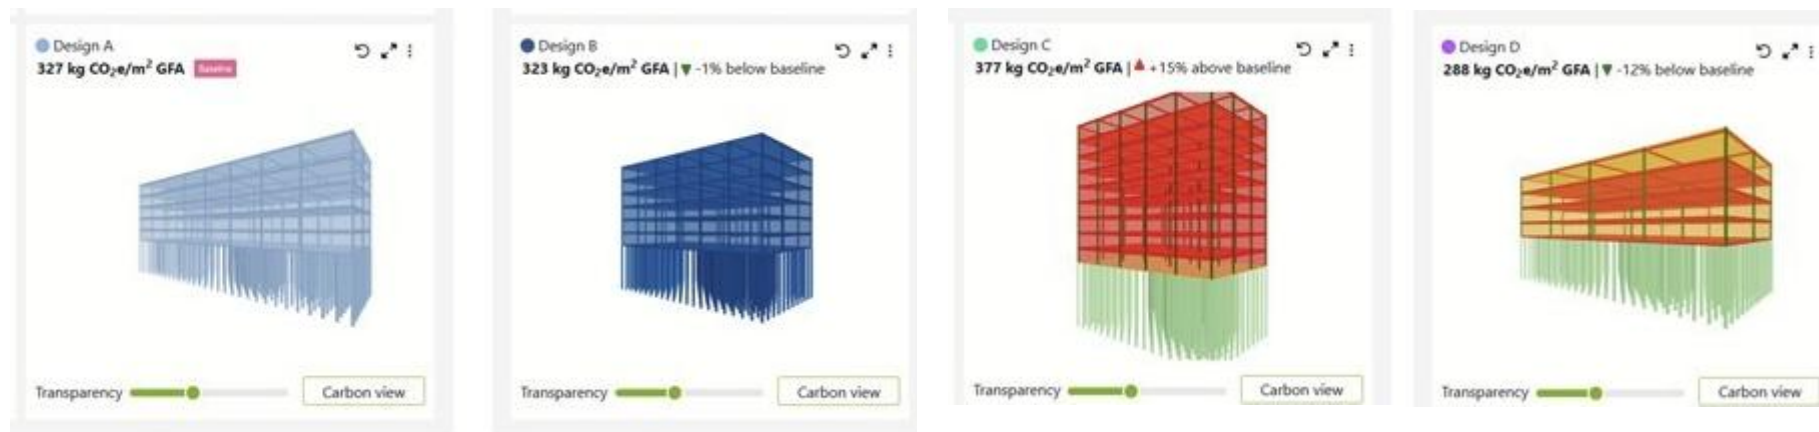 Design A
327 kg CO₂e/m² GFA Baseline
Transparency Carbon view
Design B
323 kg CO₂e/m² GFA | ▼ -1% below baseline
Transparency Carbon view
Design C
377 kg CO₂e/m² GFA | ▲ +15% above baseline
Transparency Carbon view
Design D
288 kg CO₂e/m² GFA | ▼ -12% below baseline
Transparency Carbon view